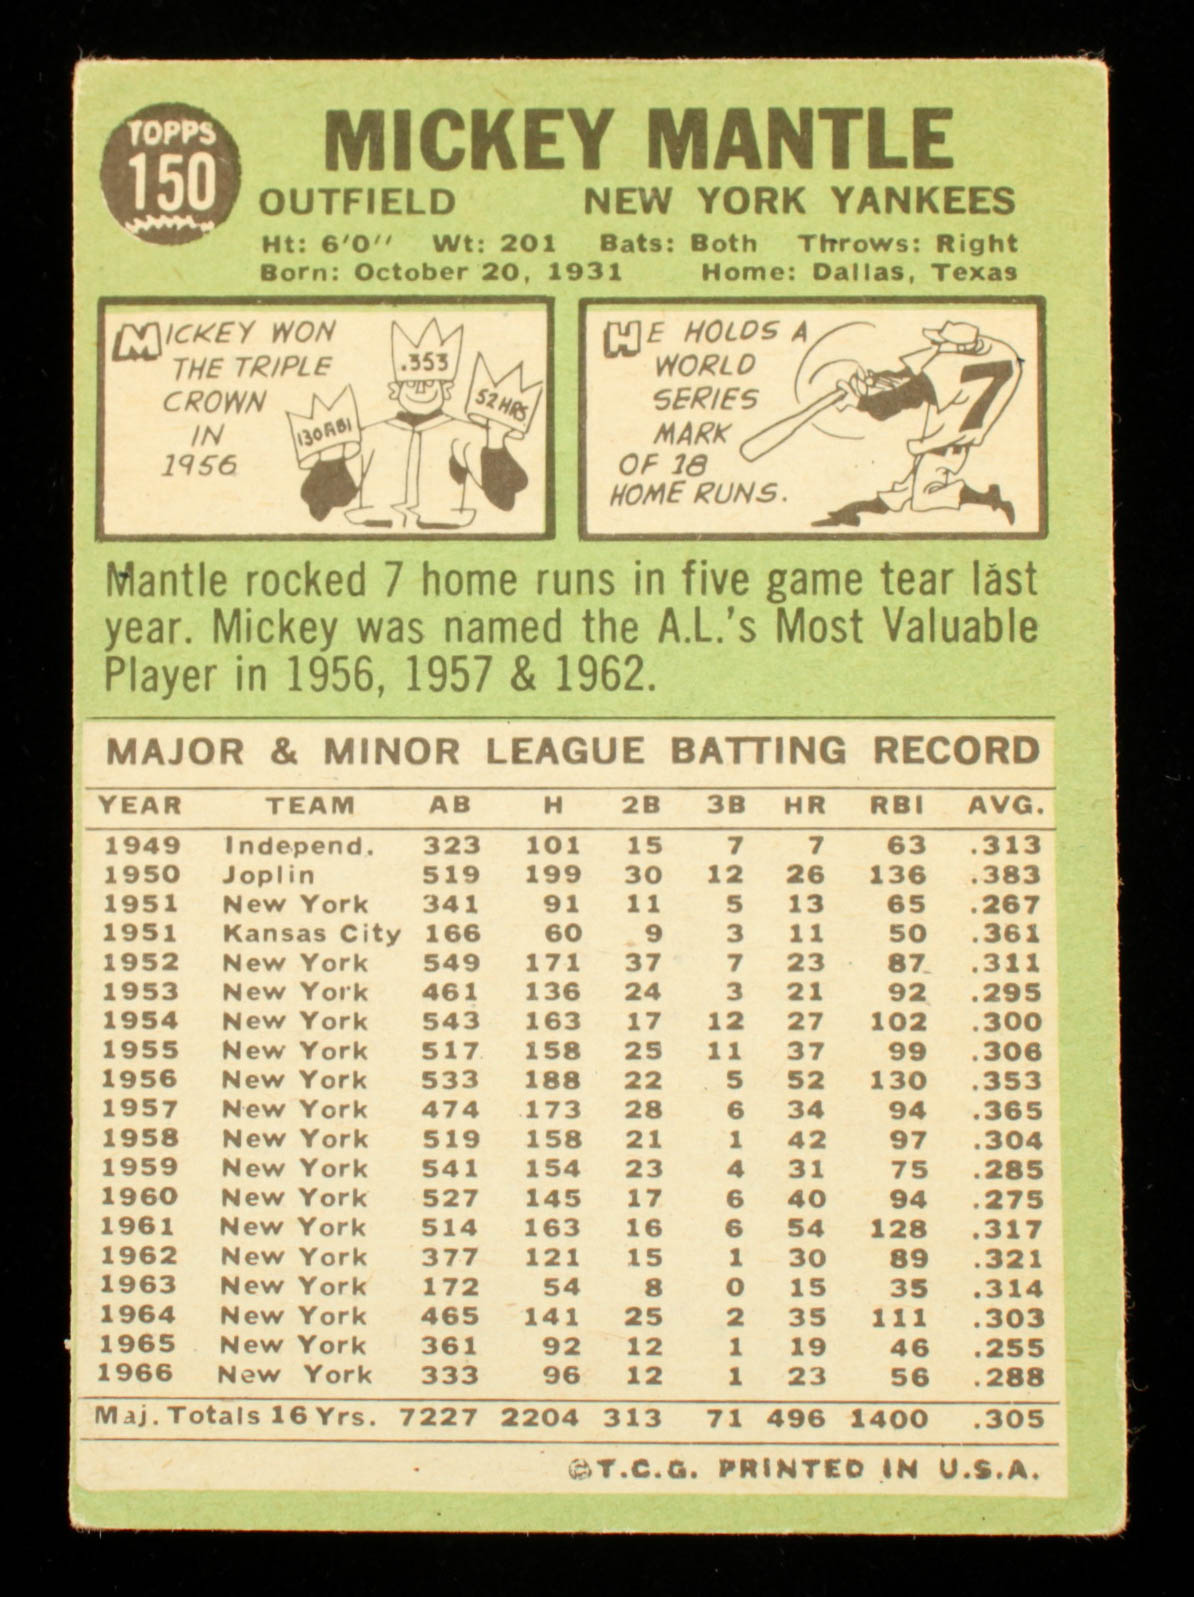 TOPPS
150
MICKEY MANTLE
OUTFIELD NEW YORK YANKEES
Ht: 6'0" Wt: 201 Bats: Both Throws: Right
Born: October 20, 1931 Home: Dallas, Texas
MICKEY WON
THE TRIPLE
CROWN
IN
1956
.353
130 RBI
52 HRS
HE HOLDS A
WORLD
SERIES
MARK
OF 18
HOME RUNS.
7
Mantle rocked 7 home runs in five game tear last
year. Mickey was named the A.L.'s Most Valuable
Player in 1956, 1957 & 1962.
MAJOR & MINOR LEAGUE BATTING RECORD
YEAR TEAM AB H 2B 3B HR RBI AVG.
1949 Independ. 323 101 15 7 7 63 .313
1950 Joplin 519 199 30 12 26 136 .383
1951 New York 341 91 11 5 13 65 .267
1951 Kansas City 166 60 9 3 11 50 .361
1952 New York 549 171 37 7 23 87 .311
1953 New York 461 136 24 3 21 92 .295
1954 New York 543 163 17 12 27 102 .300
1955 New York 517 158 25 11 37 99 .306
1956 New York 533 188 22 5 52 130 .353
1957 New York 474 173 28 6 34 94 .365
1958 New York 519 158 21 1 42 97 .304
1959 New York 541 154 23 4 31 75 .285
1960 New York 527 145 17 6 40 94 .275
1961 New York 514 163 16 6 54 128 .317
1962 New York 377 121 15 1 30 89 .321
1963 New York 172 54 8 0 15 35 .314
1964 New York 465 141 25 2 35 111 .303
1965 New York 361 92 12 1 19 46 .255
1966 New York 333 96 12 1 23 56 .288
Maj. Totals 16 Yrs. 7227 2204 313 71 496 1400 .305
©T.C.G. PRINTED IN U.S.A.